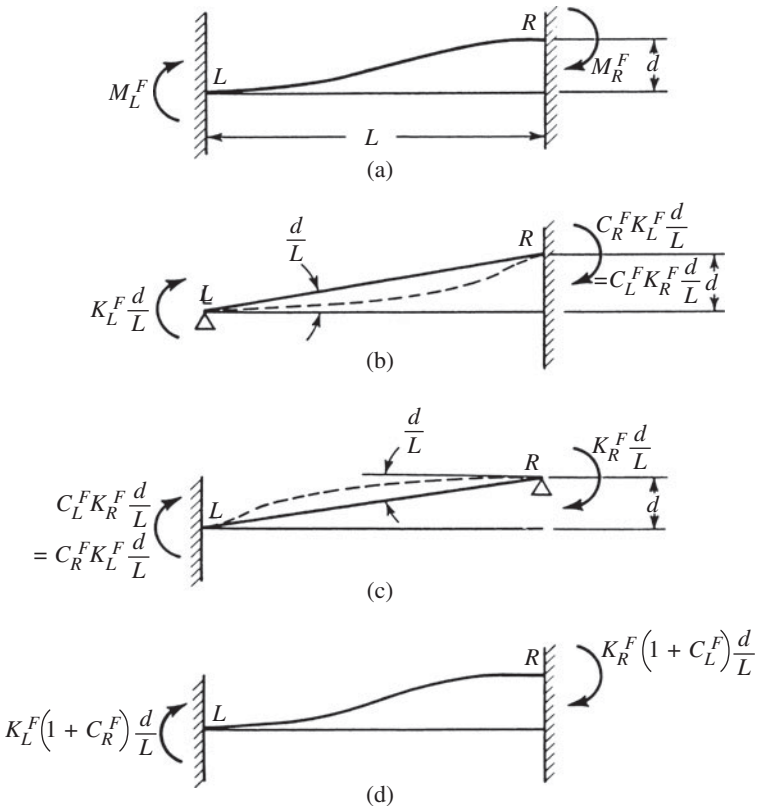 R
L
M_L^F
M_R^F
d
L
(a)
d/L
R
C_R^F K_L^F d/L
= C_L^F K_R^F d/L
d
K_L^F d/L
L
(b)
d/L
R
K_R^F d/L
C_L^F K_R^F d/L
L
d
= C_R^F K_L^F d/L
(c)
K_R^F (1 + C_L^F) d/L
R
L
K_L^F (1 + C_R^F) d/L
(d)